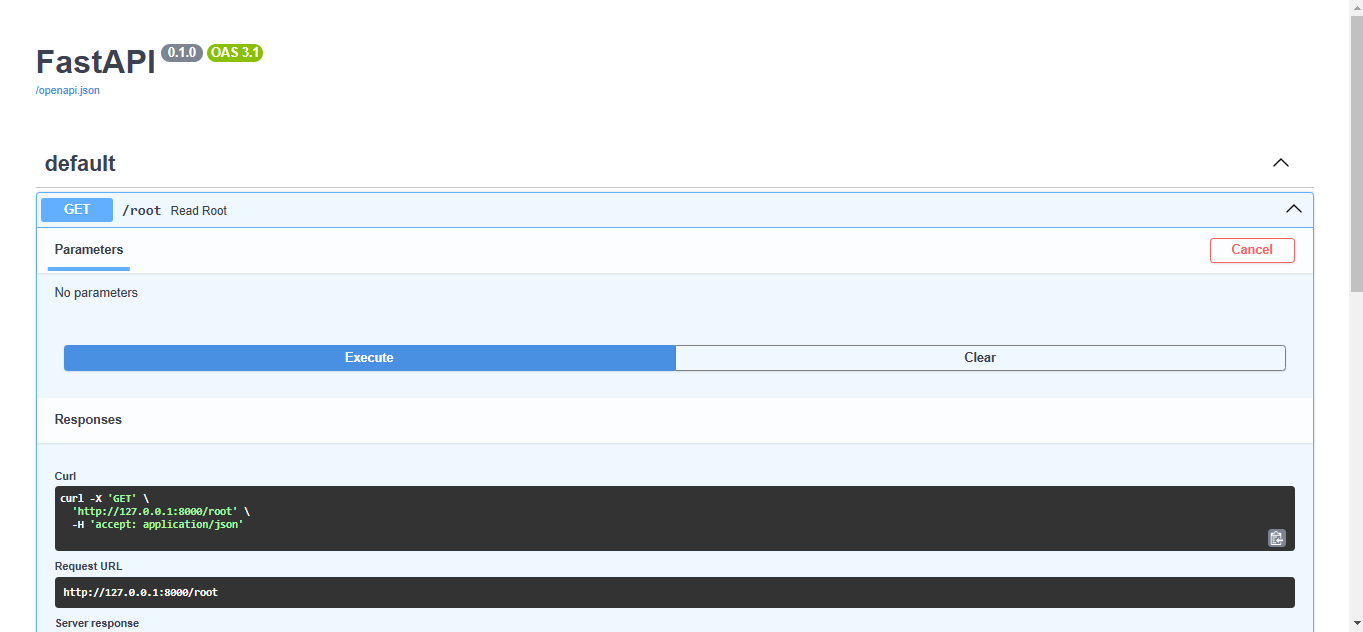 FastAPI 0.1.0 OAS 3.1
/openapi.json
default
GET /root Read Root
Parameters Cancel
No parameters
Execute Clear
Responses
Curl
curl -X 'GET' \
'http://127.0.0.1:8000/root' \
-H 'accept: application/json'
Request URL
http://127.0.0.1:8000/root
Server response